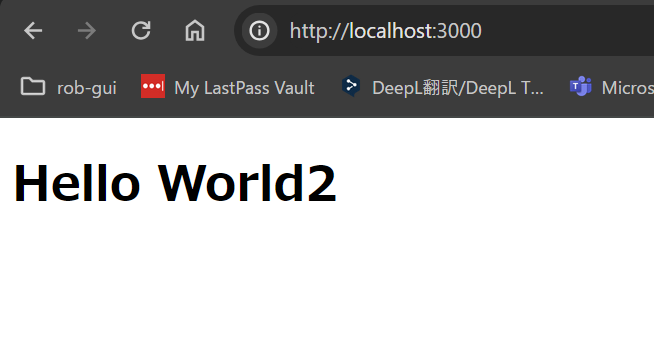 http://localhost:3000
rob-gui My LastPass Vault DeepL翻訳/DeepL T... Micros
Hello World2